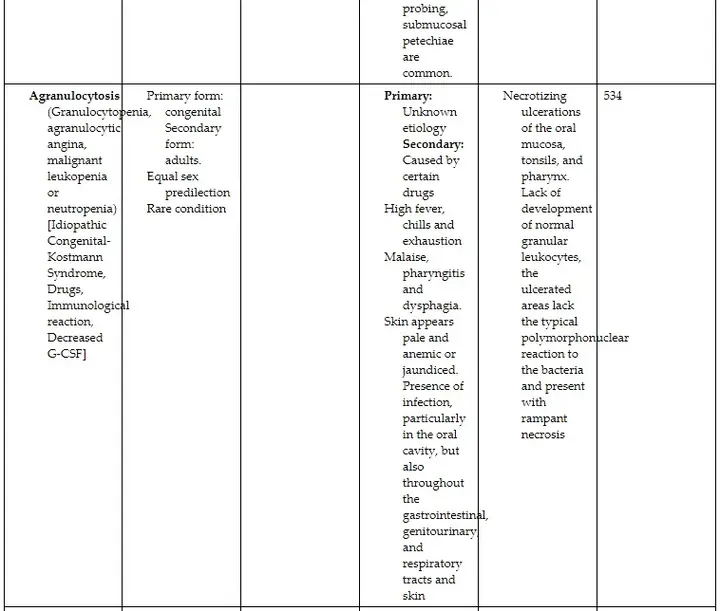 probing,
submucosal
petechiae
are
common.
Agranulocytosis
(Granulocytopenia,
agranulocytic
angina,
malignant
leukopenia
or
neutropenia)
[Idiopathic
Congenital-
Kostmann
Syndrome,
Drugs,
Immunological
reaction,
Decreased
G-CSF]
Primary form:
congenital
Secondary
form:
adults.
Equal sex
predilection
Rare condition
Primary:
Unknown
etiology
Secondary:
Caused by
certain
drugs
High fever,
chills and
exhaustion
Malaise,
pharyngitis
and
dysphagia.
Skin appears
pale and
anemic or
jaundiced.
Presence of
infection,
particularly
in the oral
cavity, but
also
throughout
the
gastrointestinal,
genitourinary,
and
respiratory
tracts and
skin
Necrotizing
ulcerations
of the oral
mucosa,
tonsils, and
pharynx.
Lack of
development
of normal
granular
leukocytes,
the
ulcerated
areas lack
the typical
polymorphonuclear
reaction to
the bacteria
and present
with
rampant
necrosis
534